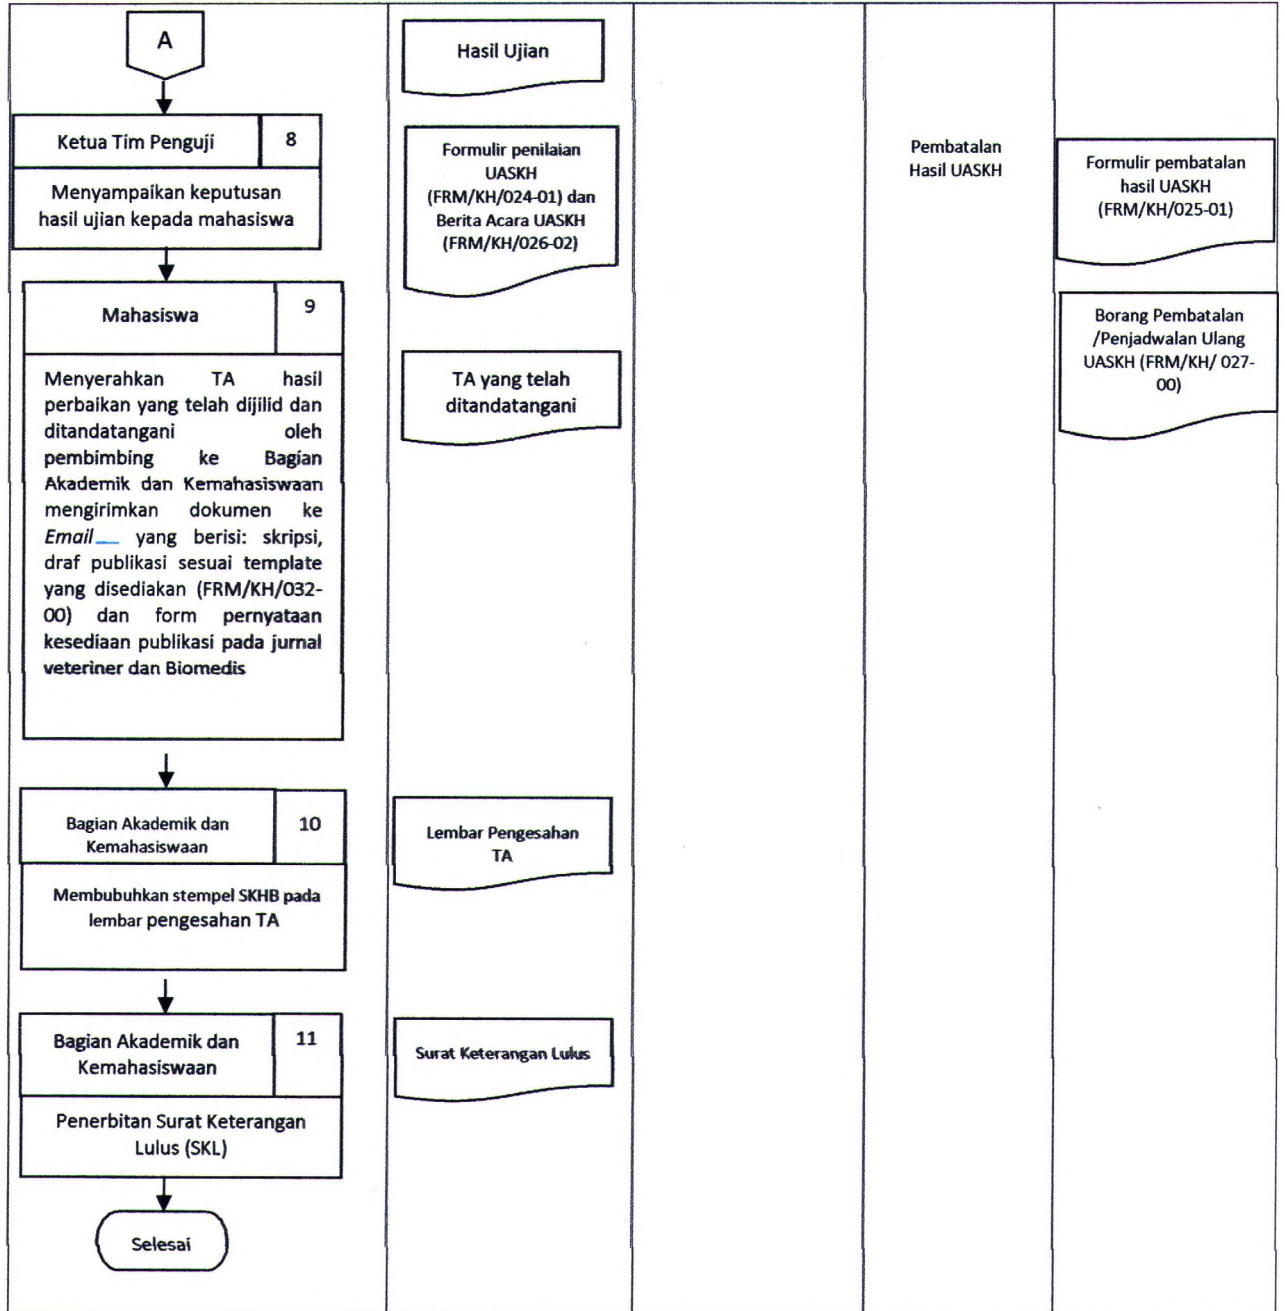 A
Hasil Ujian
Ketua Tim Penguji
8
Menyampaikan keputusan
hasil ujian kepada mahasiswa
Formulir penilaian
UASKH
(FRM/KH/024-01) dan
Berita Acara UASKH
(FRM/KH/026-02)
Pembatalan
Hasil UASKH
Formulir pembatalan
hasil UASKH
(FRM/KH/025-01)
Mahasiswa
9
Menyerahkan TA hasil
perbaikan yang telah dijilid dan
ditandatangani oleh
pembimbing ke Bagian
Akademik dan Kemahasiswaan
mengirimkan dokumen ke
Email__ yang berisi: skripsi,
draf publikasi sesuai template
yang disediakan (FRM/KH/032-
00) dan form pernyataan
kesediaan publikasi pada jurnal
veteriner dan Biomedis
TA yang telah
ditandatangani
Borang Pembatalan
/Penjadwalan Ulang
UASKH (FRM/KH/ 027-
00)
Bagian Akademik dan
Kemahasiswaan
10
Membubuhkan stempel SKHB pada
lembar pengesahan TA
Lembar Pengesahan
TA
Bagian Akademik dan
Kemahasiswaan
11
Penerbitan Surat Keterangan
Lulus (SKL)
Surat Keterangan Lulus
Selesai